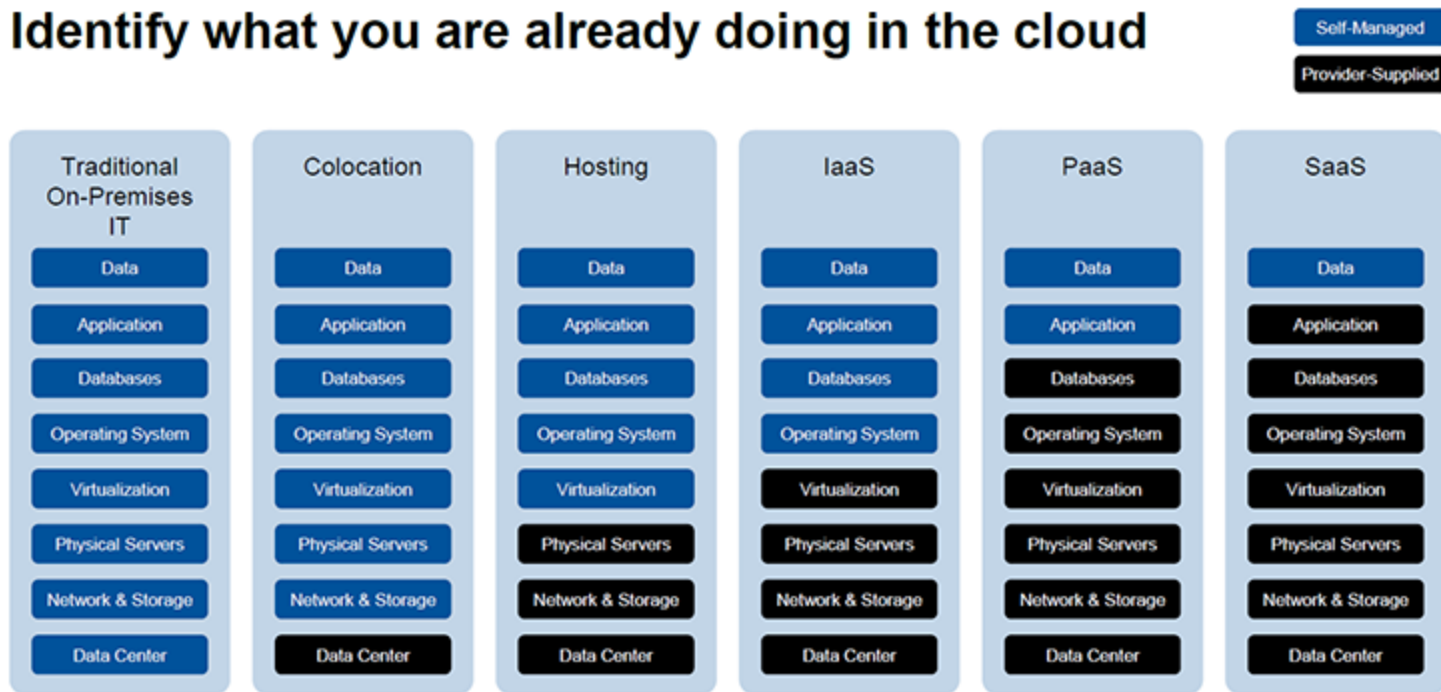 Identify what you are already doing in the cloud
Self-Managed
Provider-Supplied
Traditional
On-Premises
IT
Data
Application
Databases
Operating System
Virtualization
Physical Servers
Network & Storage
Data Center
Colocation
Data
Application
Databases
Operating System
Virtualization
Physical Servers
Network & Storage
Data Center
Hosting
Data
Application
Databases
Operating System
Virtualization
Physical Servers
Network & Storage
Data Center
IaaS
Data
Application
Databases
Operating System
Virtualization
Physical Servers
Network & Storage
Data Center
PaaS
Data
Application
Databases
Operating System
Virtualization
Physical Servers
Network & Storage
Data Center
SaaS
Data
Application
Databases
Operating System
Virtualization
Physical Servers
Network & Storage
Data Center